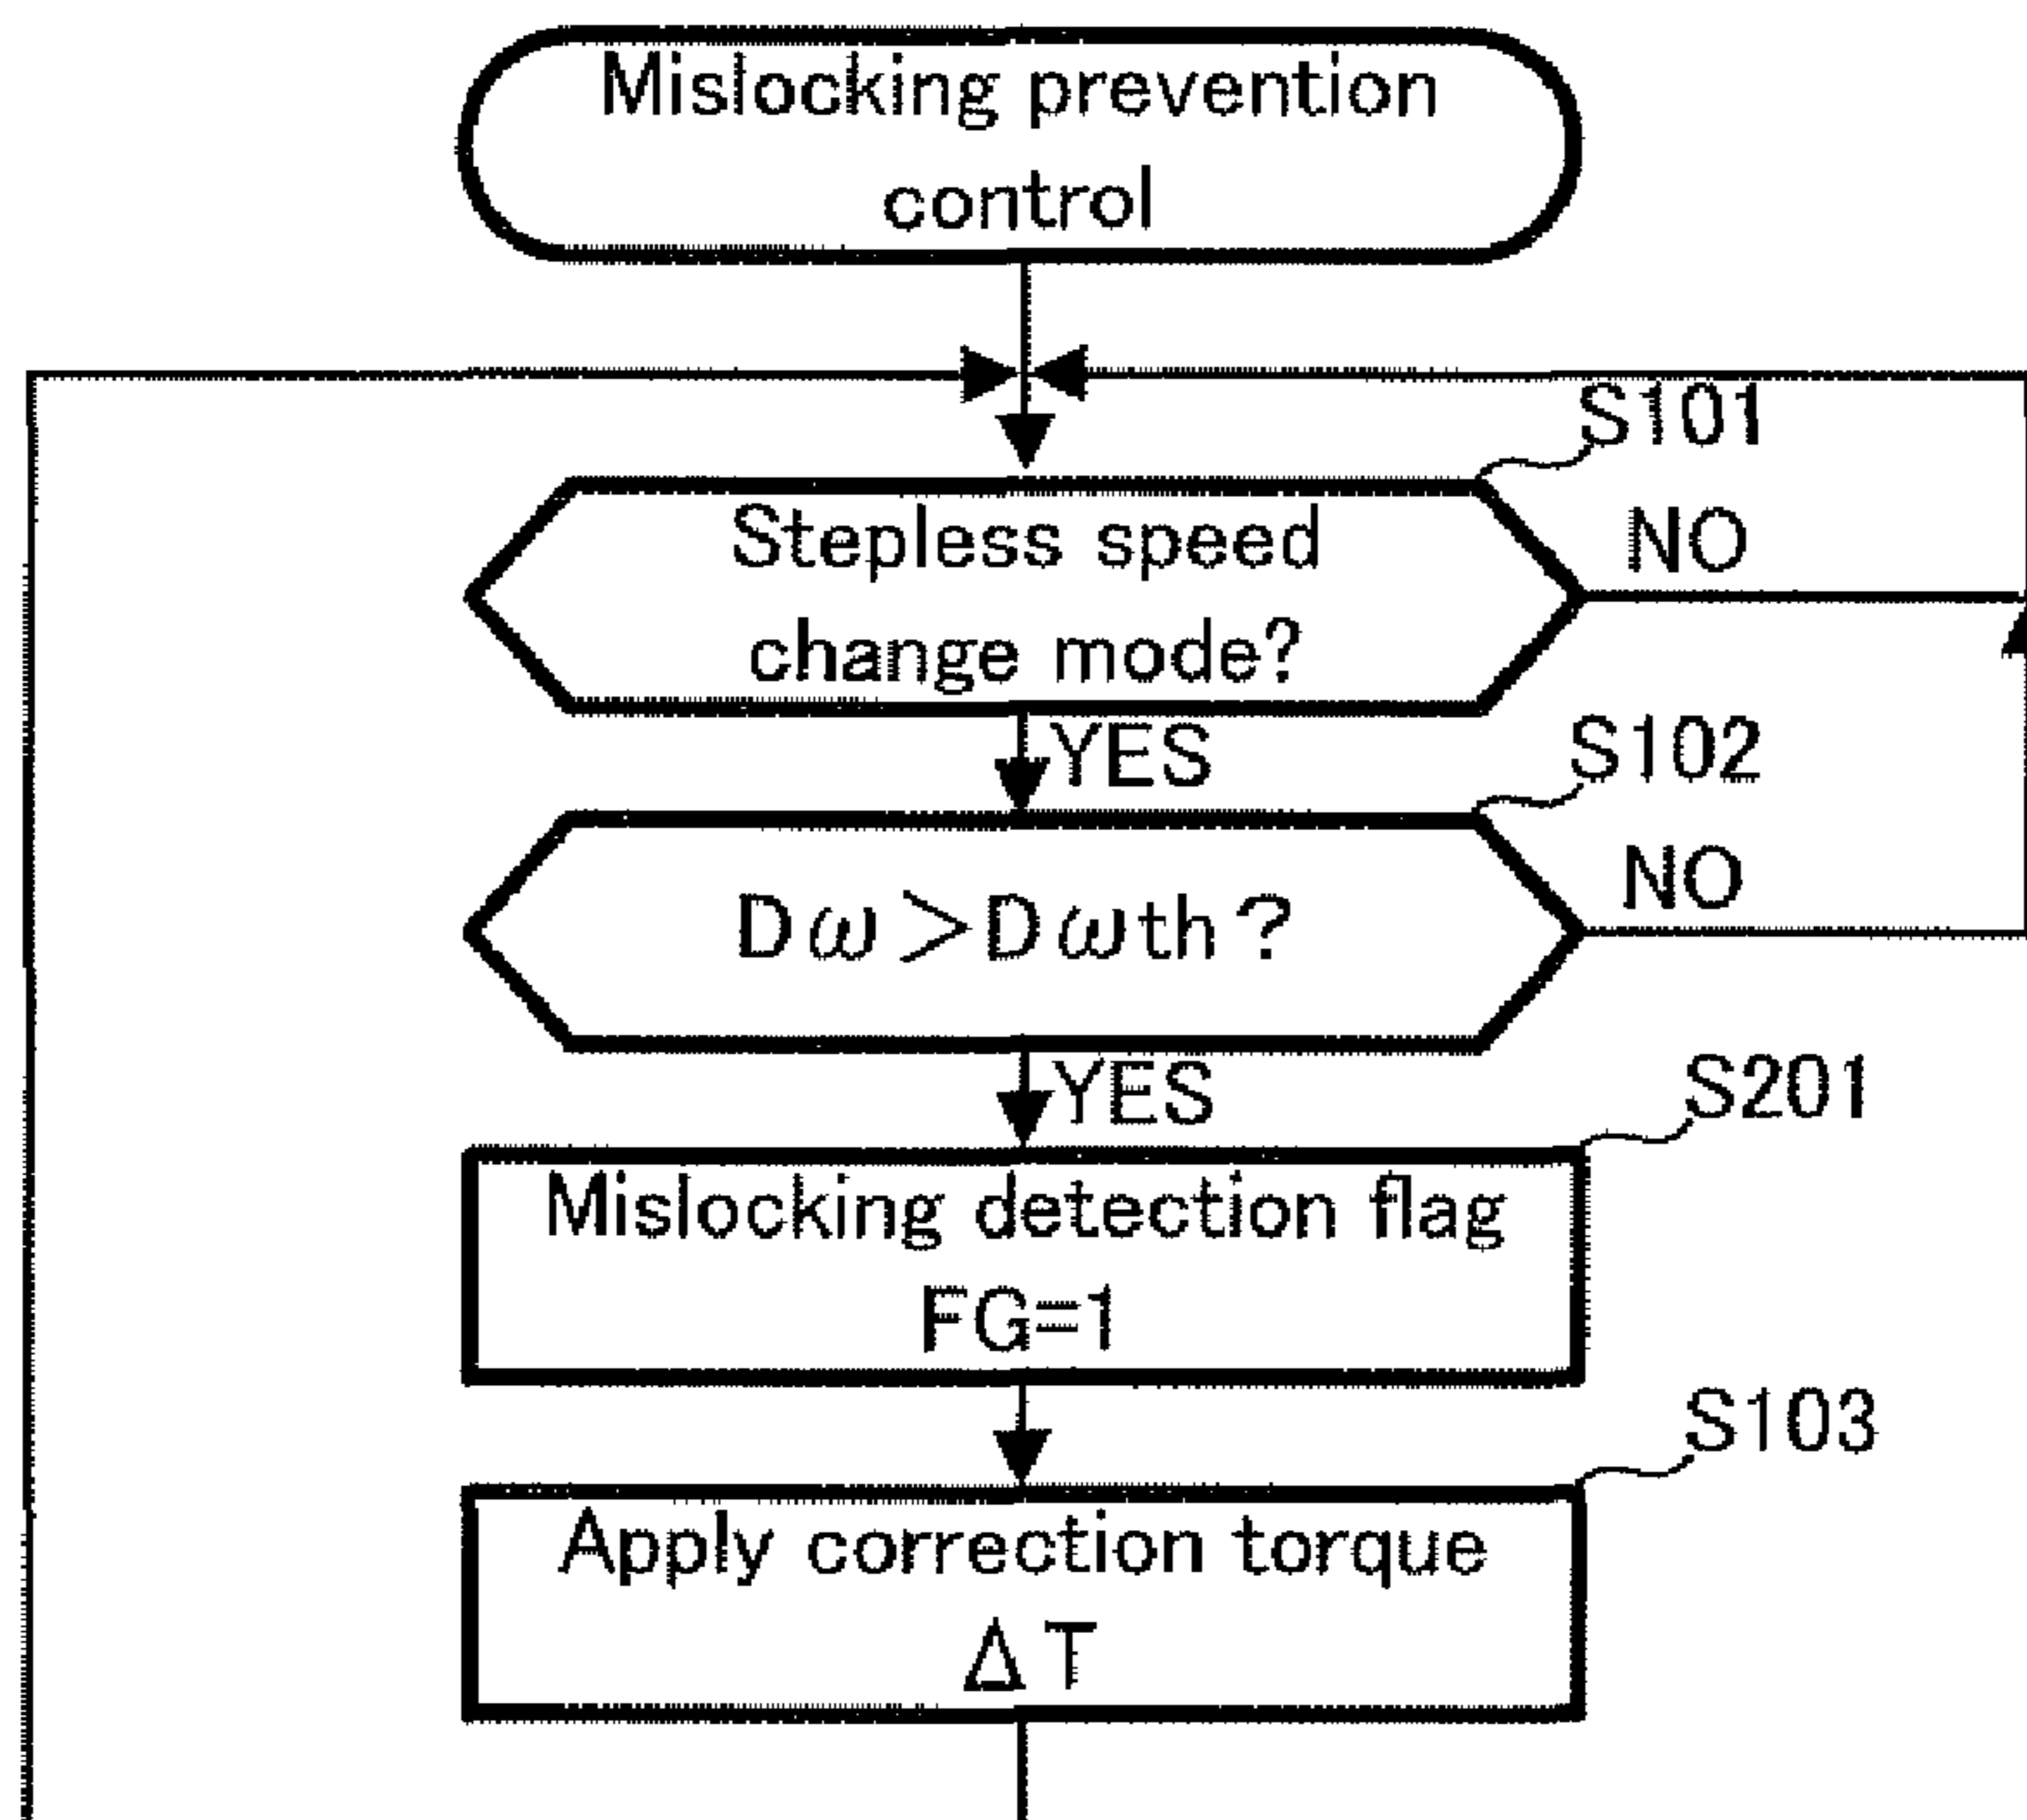 Mislocking prevention
control
S101
Stepless speed
change mode?
NO
YES
S102
Dω>Dωth?
NO
YES
S201
Mislocking detection flag
FG=1
S103
Apply correction torque
ΔT